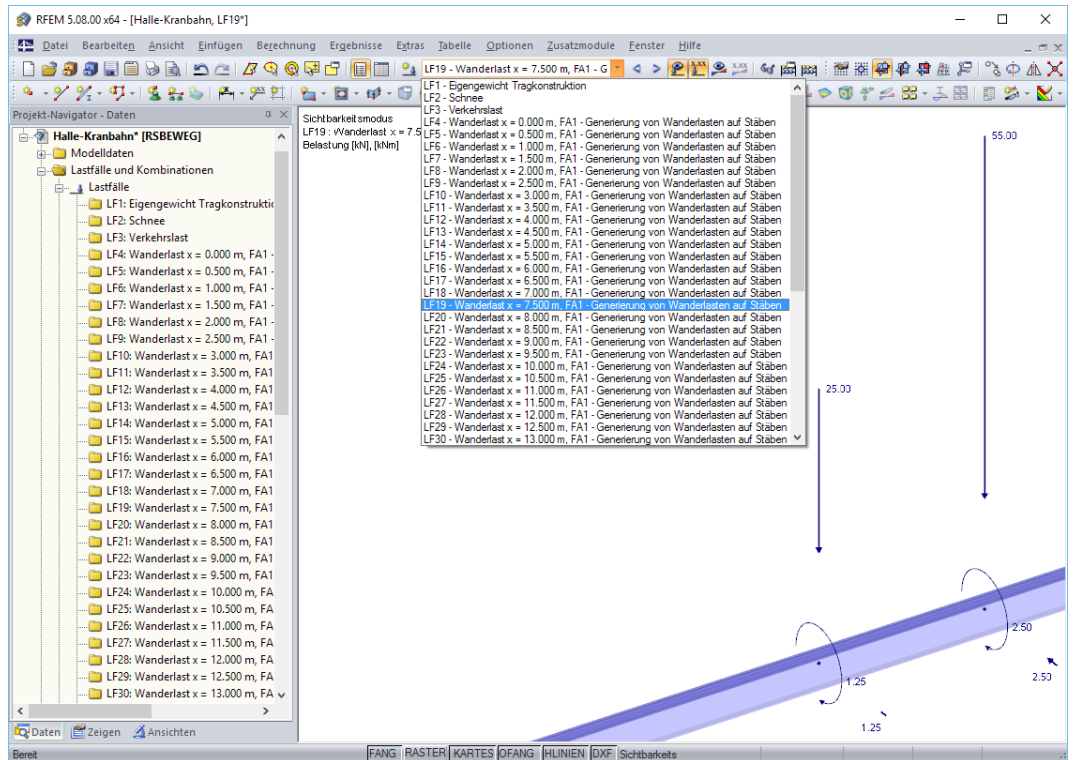 RFEM 5.08.00 x64 - [Halle-Kranbahn, LF19*]
Datei Bearbeiten Ansicht Einfügen Berechnung Ergebnisse Extras Tabelle Optionen Zusatzmodule Fenster Hilfe
LF19 - Wanderlast x = 7.500 m, FA1 - G
Projekt-Navigator - Daten
Halle-Kranbahn* [RSBEWEG]
Modelldaten
Lastfälle und Kombinationen
Lastfälle
LF1: Eigengewicht Tragkonstruktio
LF2: Schnee
LF3: Verkehrslast
LF4: Wanderlast x = 0.000 m, FA1 -
LF5: Wanderlast x = 0.500 m, FA1 -
LF6: Wanderlast x = 1.000 m, FA1 -
LF7: Wanderlast x = 1.500 m, FA1 -
LF8: Wanderlast x = 2.000 m, FA1 -
LF9: Wanderlast x = 2.500 m, FA1 -
LF10: Wanderlast x = 3.000 m, FA1
LF11: Wanderlast x = 3.500 m, FA1
LF12: Wanderlast x = 4.000 m, FA1
LF13: Wanderlast x = 4.500 m, FA1
LF14: Wanderlast x = 5.000 m, FA1
LF15: Wanderlast x = 5.500 m, FA1
LF16: Wanderlast x = 6.000 m, FA1
LF17: Wanderlast x = 6.500 m, FA1
LF18: Wanderlast x = 7.000 m, FA1
LF19: Wanderlast x = 7.500 m, FA1
LF20: Wanderlast x = 8.000 m, FA1
LF21: Wanderlast x = 8.500 m, FA1
LF22: Wanderlast x = 9.000 m, FA1
LF23: Wanderlast x = 9.500 m, FA1
LF24: Wanderlast x = 10.000 m, FA
LF25: Wanderlast x = 10.500 m, FA
LF26: Wanderlast x = 11.000 m, FA
LF27: Wanderlast x = 11.500 m, FA
LF28: Wanderlast x = 12.000 m, FA
LF29: Wanderlast x = 12.500 m, FA
LF30: Wanderlast x = 13.000 m, FA
Daten Zeigen Ansichten
Sichtbarkeitsmodus
LF19 : Wanderlast x = 7.5
Belastung [kN], [kNm]
LF1 - Eigengewicht Tragkonstruktion
LF2 - Schnee
LF3 - Verkehrslast
LF4 - Wanderlast x = 0.000 m, FA1 - Generierung von Wanderlasten auf Stäben
LF5 - Wanderlast x = 0.500 m, FA1 - Generierung von Wanderlasten auf Stäben
LF6 - Wanderlast x = 1.000 m, FA1 - Generierung von Wanderlasten auf Stäben
LF7 - Wanderlast x = 1.500 m, FA1 - Generierung von Wanderlasten auf Stäben
LF8 - Wanderlast x = 2.000 m, FA1 - Generierung von Wanderlasten auf Stäben
LF9 - Wanderlast x = 2.500 m, FA1 - Generierung von Wanderlasten auf Stäben
LF10 - Wanderlast x = 3.000 m, FA1 - Generierung von Wanderlasten auf Stäben
LF11 - Wanderlast x = 3.500 m, FA1 - Generierung von Wanderlasten auf Stäben
LF12 - Wanderlast x = 4.000 m, FA1 - Generierung von Wanderlasten auf Stäben
LF13 - Wanderlast x = 4.500 m, FA1 - Generierung von Wanderlasten auf Stäben
LF14 - Wanderlast x = 5.000 m, FA1 - Generierung von Wanderlasten auf Stäben
LF15 - Wanderlast x = 5.500 m, FA1 - Generierung von Wanderlasten auf Stäben
LF16 - Wanderlast x = 6.000 m, FA1 - Generierung von Wanderlasten auf Stäben
LF17 - Wanderlast x = 6.500 m, FA1 - Generierung von Wanderlasten auf Stäben
LF18 - Wanderlast x = 7.000 m, FA1 - Generierung von Wanderlasten auf Stäben
LF19 - Wanderlast x = 7.500 m, FA1 - Generierung von Wanderlasten auf Stäben
LF20 - Wanderlast x = 8.000 m, FA1 - Generierung von Wanderlasten auf Stäben
LF21 - Wanderlast x = 8.500 m, FA1 - Generierung von Wanderlasten auf Stäben
LF22 - Wanderlast x = 9.000 m, FA1 - Generierung von Wanderlasten auf Stäben
LF23 - Wanderlast x = 9.500 m, FA1 - Generierung von Wanderlasten auf Stäben
LF24 - Wanderlast x = 10.000 m, FA1 - Generierung von Wanderlasten auf Stäben
LF25 - Wanderlast x = 10.500 m, FA1 - Generierung von Wanderlasten auf Stäben
LF26 - Wanderlast x = 11.000 m, FA1 - Generierung von Wanderlasten auf Stäben
LF27 - Wanderlast x = 11.500 m, FA1 - Generierung von Wanderlasten auf Stäben
LF28 - Wanderlast x = 12.000 m, FA1 - Generierung von Wanderlasten auf Stäben
LF29 - Wanderlast x = 12.500 m, FA1 - Generierung von Wanderlasten auf Stäben
LF30 - Wanderlast x = 13.000 m, FA1 - Generierung von Wanderlasten auf Stäben
55.00
25.00
2.50
2.50
1.25
1.25
Bereit
FANG RASTER KARTES OFANG HLINIEN DXF Sichtbarkeits